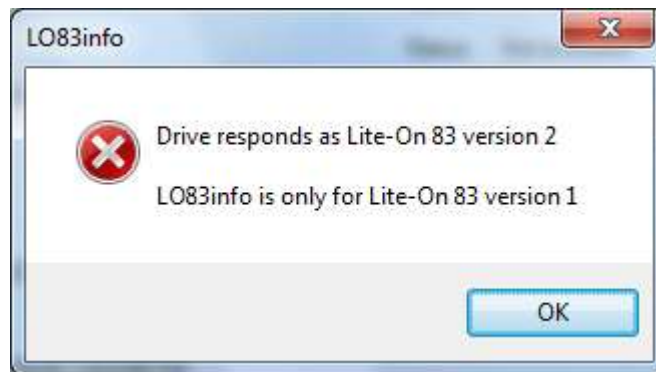 LO83info
Drive responds as Lite-On 83 version 2
LO83info is only for Lite-On 83 version 1
OK